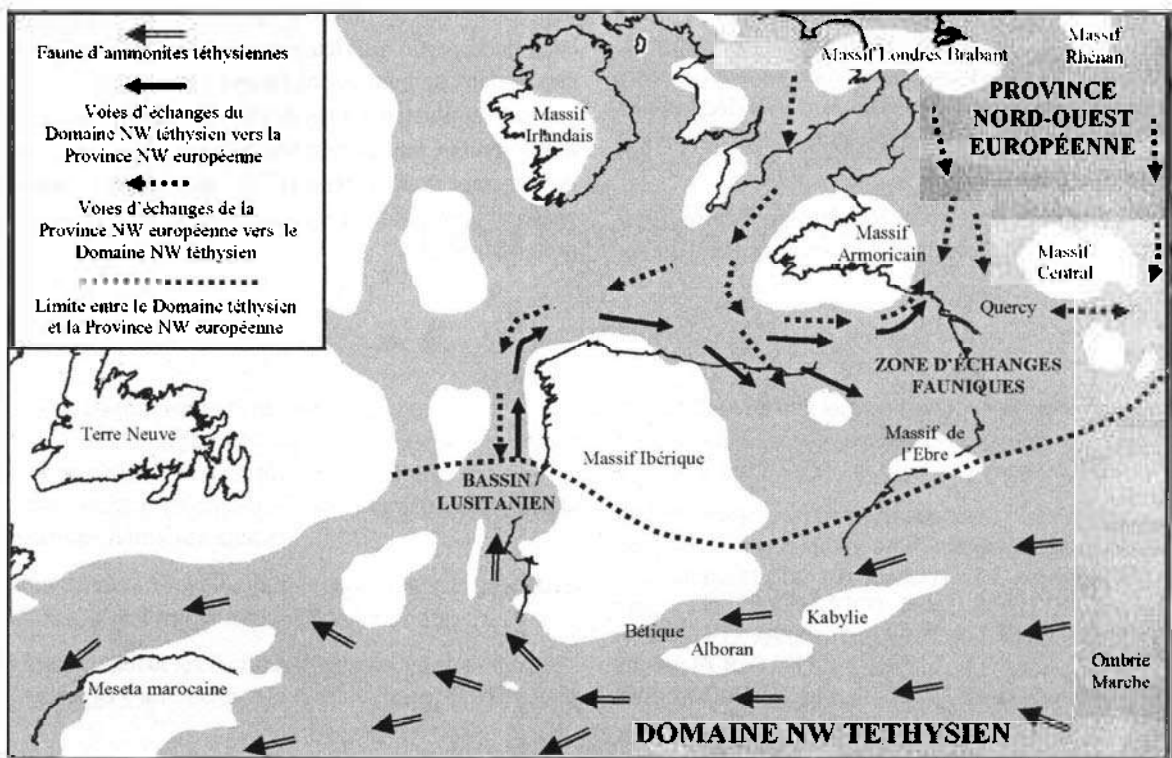 Faune d'ammonites téthysiennes
Voies d'échanges du
Domaine NW téthysien vers la
Province NW européenne
Voies d'échanges de la
Province NW européenne vers le
Domaine NW téthysien
Limite entre le Domaine téthysien
et la Province NW européenne
Massif Londres Brabant
Massif
Rhénan
PROVINCE
NORD-OUEST
EUROPÉENNE
Massif
Irlandais
Massif
Armoricain
Massif
Central
Quercy
ZONE D'ÉCHANGES
FAUNIQUES
Terre Neuve
Massif Ibérique
Massif de
l'Ebre
BASSIN
LUSITANIEN
Kabylie
Bétique
Alboran
Meseta marocaine
Ombrie
Marche
DOMAINE NW TETHYSIEN